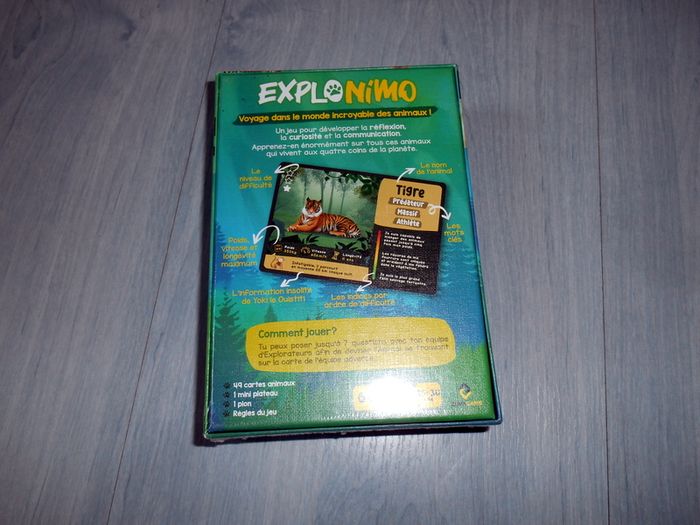 EXPLONIMO
Voyage dans le monde incroyable des animaux !
Un jeu pour développer la réflexion,
la curiosité et la communication.
Apprenez-en énormément sur tous ces animaux
qui vivent aux quatre coins de la planète.
Le
niveau de
difficulté
Le nom
de l'animal
Tigre
Prédateur
Massif
Athlète
Les
mots
clés
Poids,
vitesse et
longévité
maximum
Poids
Vitesse
Longévité
L'information insolite
de Yoki le Ouistiti
Les indices par
ordre de difficulté
Comment jouer?
Tu peux poser jusqu'à 7 questions avec ton équipe
d'Explorateurs afin de deviner l'animal se trouvant
sur la carte de l'équipe adverse.
49 cartes animaux
1 mini plateau
1 pion
Règles du jeu